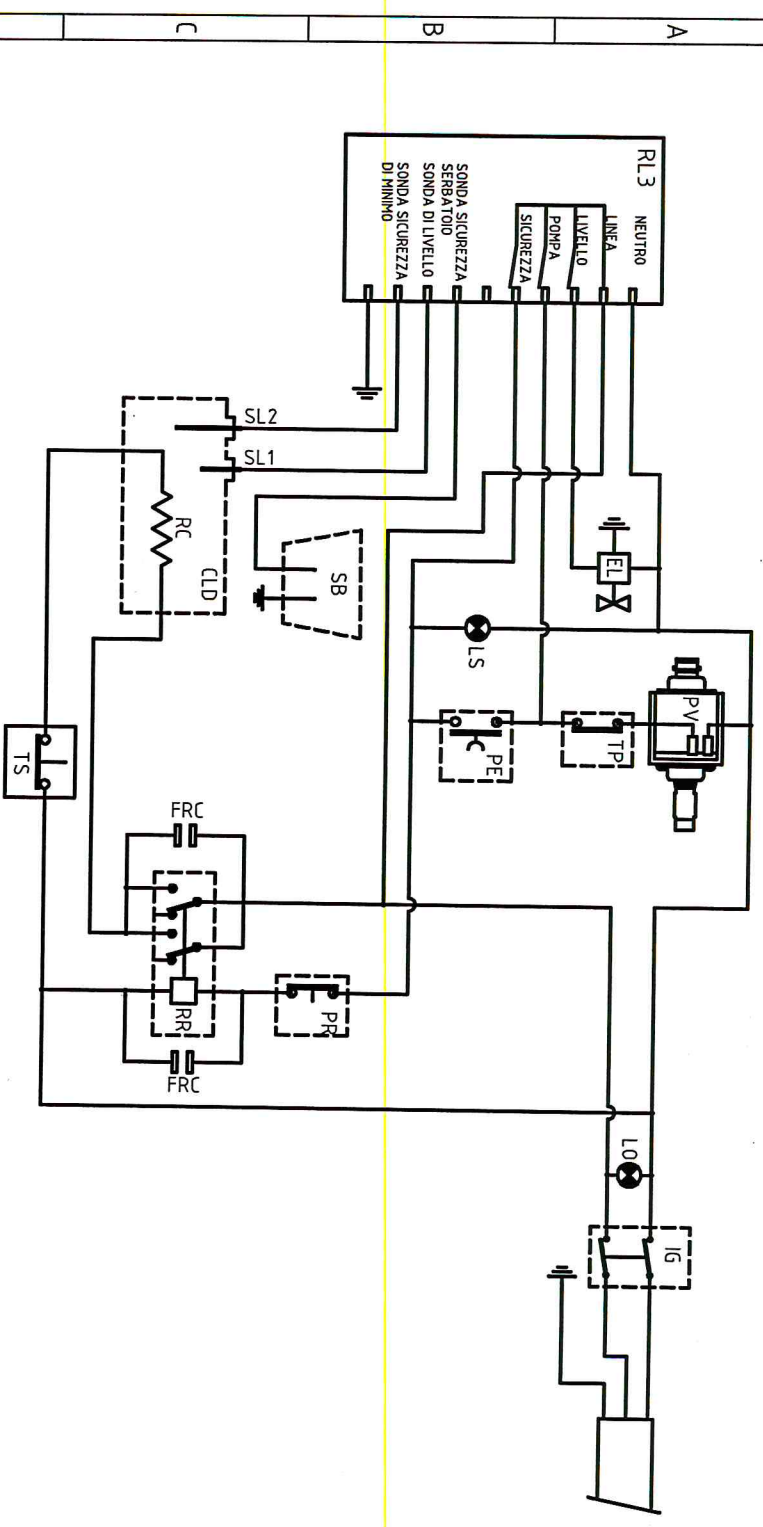 C
B
A
RL3
NEUTRO
LINEA
LIVELLO
POMPA
SICUREZZA
SONDA SICUREZZA
SERBATOIO
SONDA DI LIVELLO
SONDA SICUREZZA
DI MINIMO
SL2
SL1
RC
CLD
SB
EL
LS
PV
TP
PE
TS
FRC
RR
PR
FRC
LO
IG